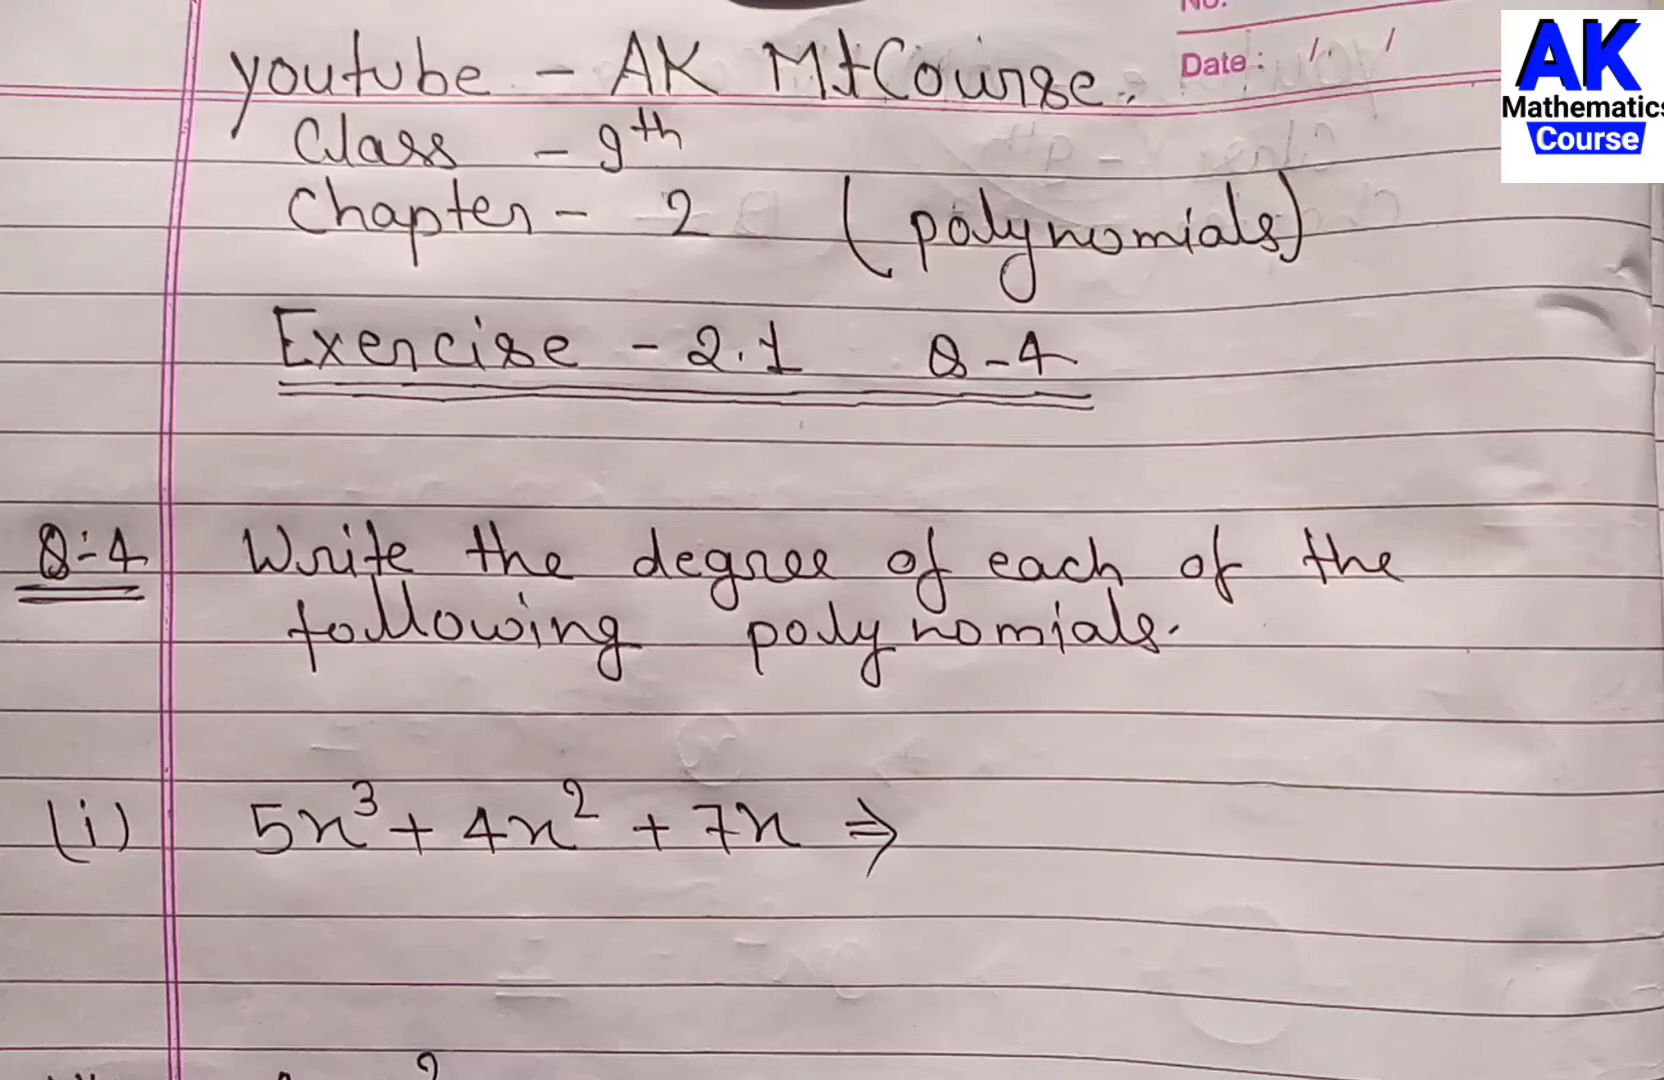 No.
youtube - AK MtCourse.
Date : / /
AK
Mathematics
Course
Class - 9th
Chapter - 2 (polynomials)
Exercise - 2.1 Q-4
Q-4 Write the degree of each of the
following polynomials.
(i) 5x³ + 4x² + 7x ⇒